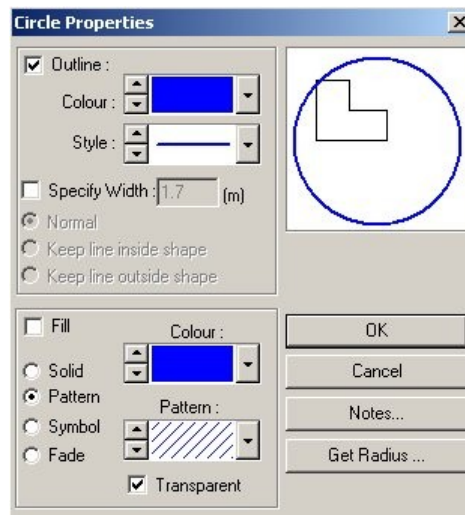 Circle Properties
Outline :
Colour :
Style :
Specify Width : 1.7 (m)
Normal
Keep line inside shape
Keep line outside shape
Fill
Colour :
Solid
Pattern
Pattern :
Symbol
Fade
Transparent
OK
Cancel
Notes...
Get Radius ...